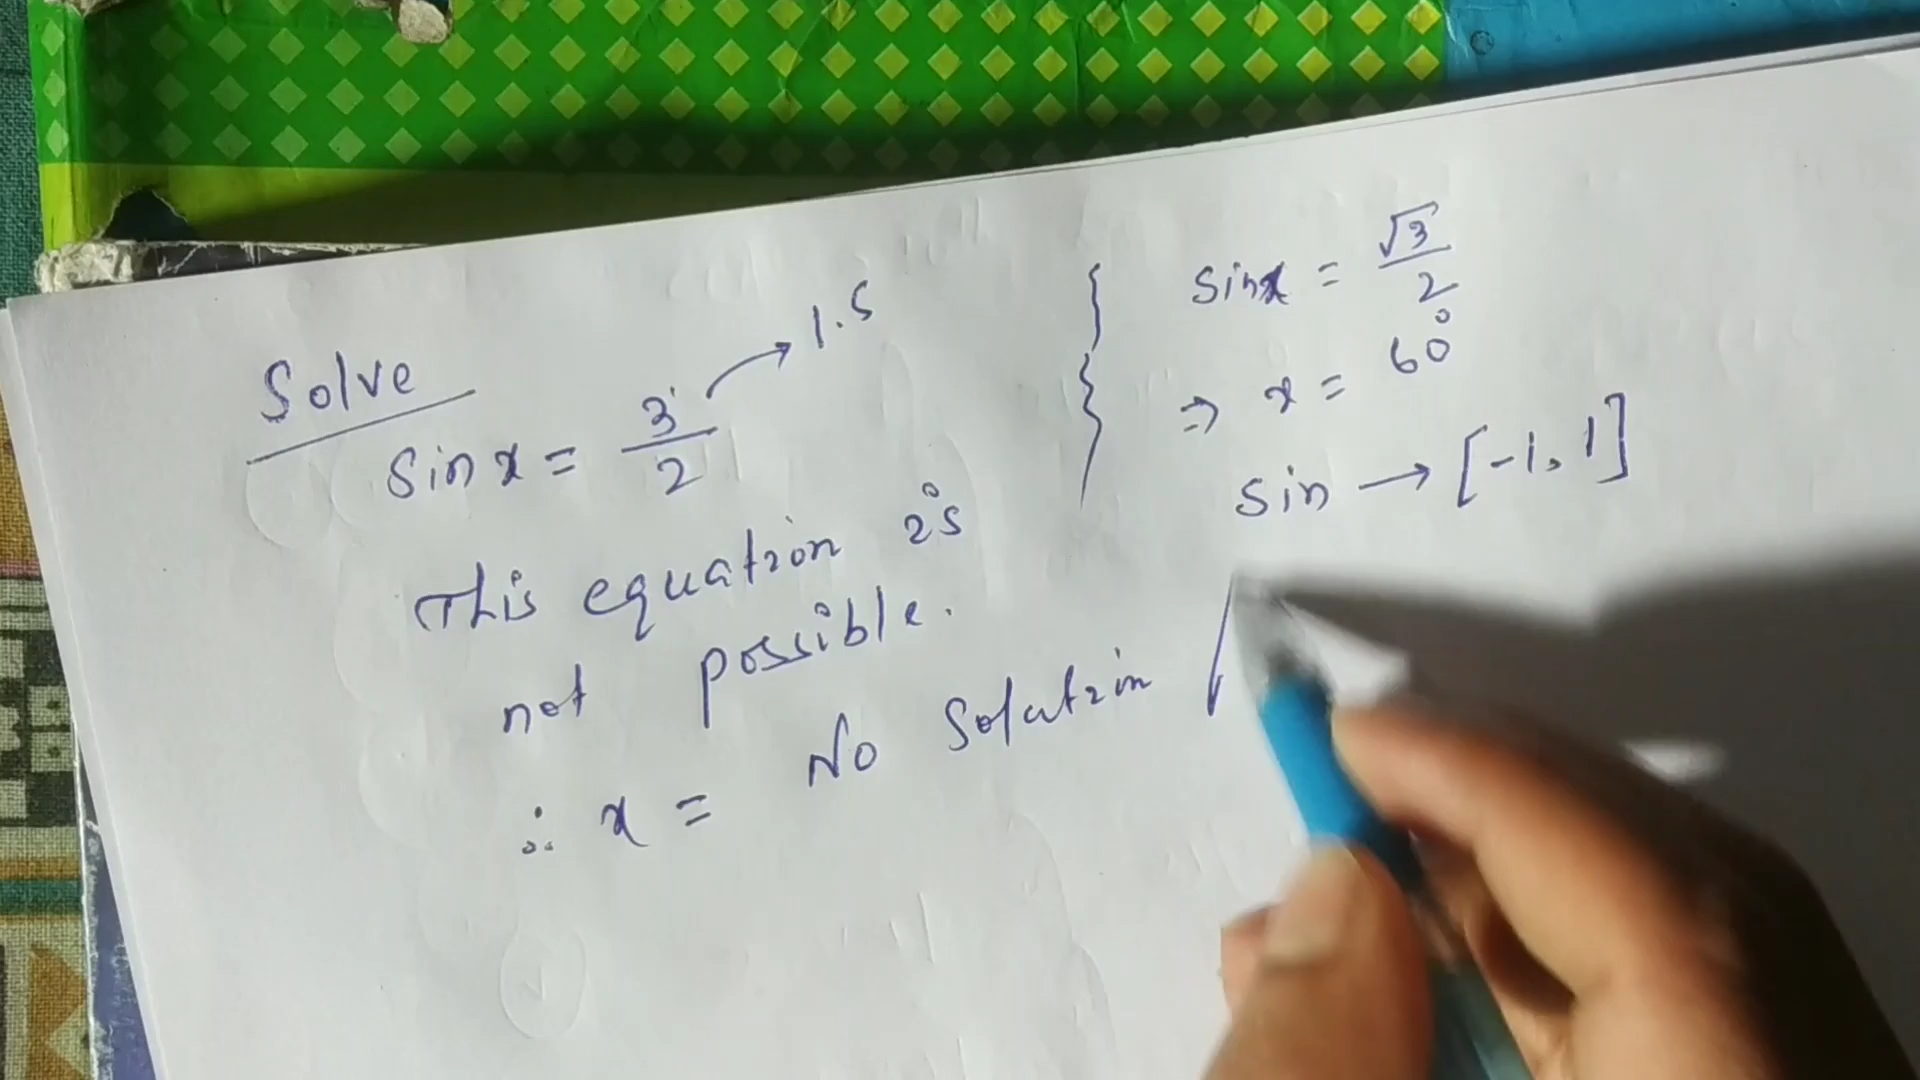 Solve
sin x = 3/2 → 1.5
This equation is
not possible.
∴ x = No Solution
sin x = √3/2
⇒ x = 60°
sin → [-1, 1]